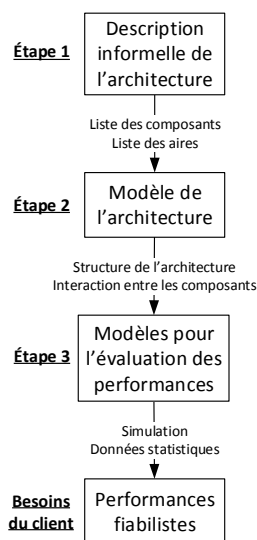 Description
informelle de
l'architecture
Étape 1
Liste des composants
Liste des aires
Modèle de
l'architecture
Étape 2
Structure de l'architecture
Interaction entre les composants
Modèles pour
l'évaluation des
performances
Étape 3
Simulation
Données statistiques
Besoins
du client
Performances
fiabilistes